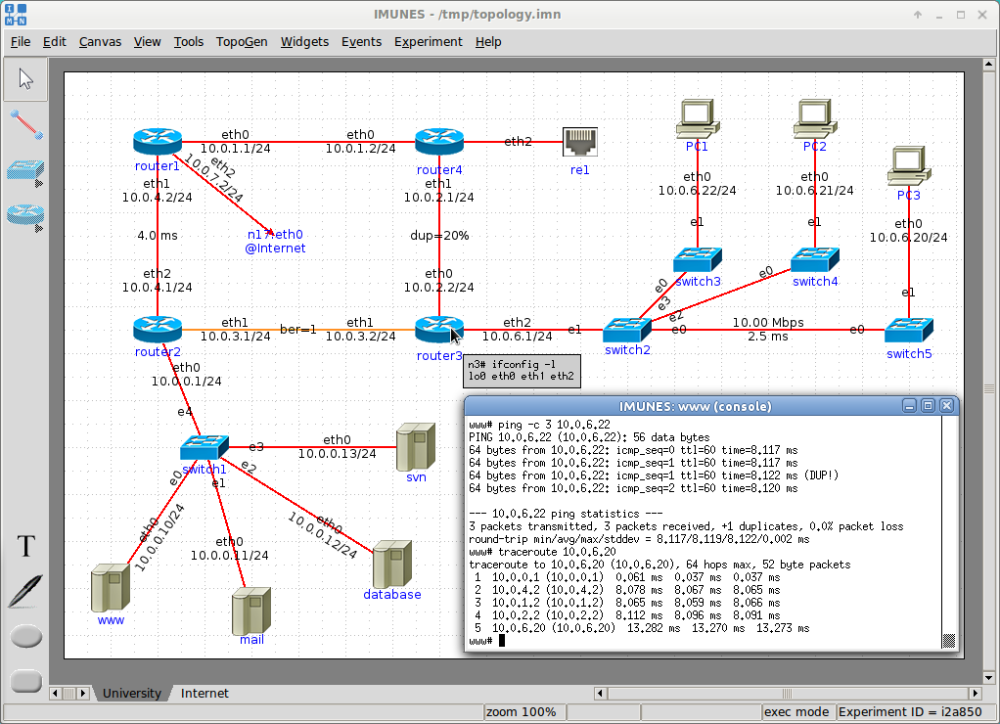 IMUNES - /tmp/topology.imn
File Edit Canvas View Tools TopoGen Widgets Events Experiment Help
router1
eth0
10.0.1.1/24
eth0
10.0.1.2/24
router4
eth2
re1
eth2
10.0.7.2/24
n17:eth0
@Internet
eth1
10.0.4.2/24
4.0 ms
eth2
10.0.4.1/24
eth1
10.0.2.1/24
dup=20%
eth0
10.0.2.2/24
PC1
eth0
10.0.6.22/24
e1
switch3
PC2
eth0
10.0.6.21/24
e1
switch4
PC3
eth0
10.0.6.20/24
e1
switch5
router2
eth1
10.0.3.1/24
ber=1
eth1
10.0.3.2/24
router3
eth2
10.0.6.1/24
e1
switch2
e0
e3
e0
e2
e0
10.00 Mbps
2.5 ms
e0
n3# ifconfig -l
lo0 eth0 eth1 eth2
eth0
10.0.0.1/24
e4
switch1
e3
eth0
10.0.0.13/24
svn
e0
eth0
10.0.0.10/24
www
e1
eth0
10.0.0.11/24
mail
e2
eth0
10.0.0.12/24
database
IMUNES: www (console)
www# ping -c 3 10.0.6.22
PING 10.0.6.22 (10.0.6.22): 56 data bytes
64 bytes from 10.0.6.22: icmp_seq=0 ttl=60 time=8.117 ms
64 bytes from 10.0.6.22: icmp_seq=1 ttl=60 time=8.117 ms
64 bytes from 10.0.6.22: icmp_seq=1 ttl=60 time=8.122 ms (DUP!)
64 bytes from 10.0.6.22: icmp_seq=2 ttl=60 time=8.120 ms
--- 10.0.6.22 ping statistics ---
3 packets transmitted, 3 packets received, +1 duplicates, 0.0% packet loss
round-trip min/avg/max/stddev = 8.117/8.119/8.122/0.002 ms
www# traceroute 10.0.6.20
traceroute to 10.0.6.20 (10.0.6.20), 64 hops max, 52 byte packets
1 10.0.0.1 (10.0.0.1) 0.061 ms 0.037 ms 0.037 ms
2 10.0.4.2 (10.0.4.2) 8.078 ms 8.067 ms 8.065 ms
3 10.0.1.2 (10.0.1.2) 8.065 ms 8.059 ms 8.066 ms
4 10.0.2.2 (10.0.2.2) 8.112 ms 8.096 ms 8.091 ms
5 10.0.6.20 (10.0.6.20) 13.282 ms 13.270 ms 13.273 ms
www#
T
University Internet
zoom 100% exec mode Experiment ID = i2a850